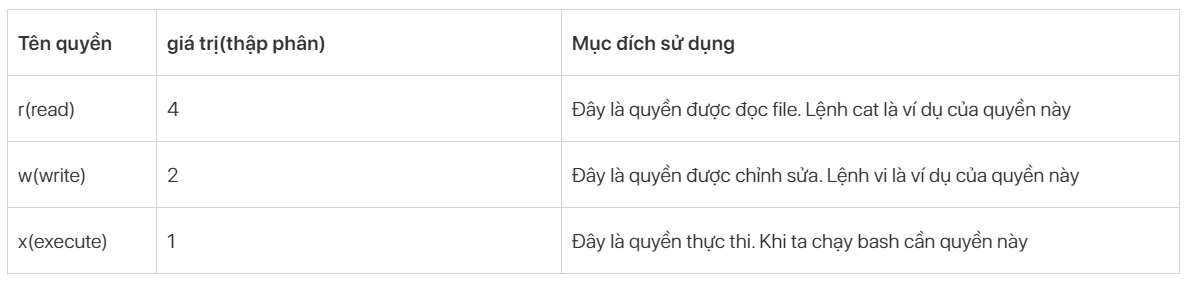 Tên quyền giá trị(thập phân) Mục đích sử dụng
r(read) 4 Đây là quyền được đọc file. Lệnh cat là ví dụ của quyền này
w(write) 2 Đây là quyền được chỉnh sửa. Lệnh vi là ví dụ của quyền này
x(execute) 1 Đây là quyền thực thi. Khi ta chạy bash cần quyền này